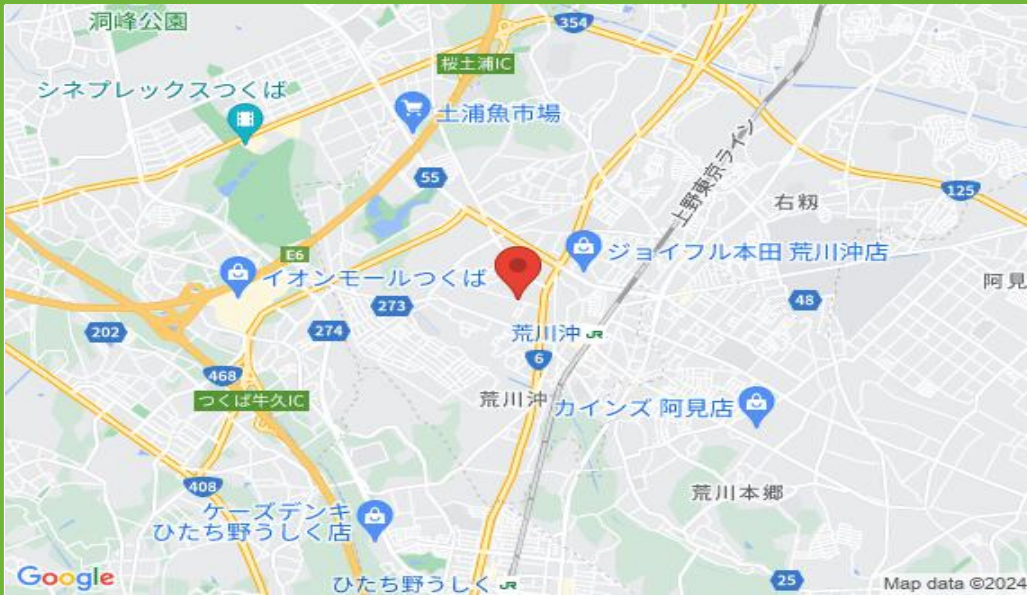 洞峰公園
354
桜土浦IC
シネプレックスつくば
土浦魚市場
上野東京ライン
55
125
右籾
E6
ジョイフル本田 荒川沖店
イオンモールつくば
阿見
273
48
202
274
荒川沖 JR
6
468
つくば牛久IC
荒川沖
カインズ 阿見店
408
荒川本郷
ケーズデンキ
ひたち野うしく店
ひたち野うしく JR
25
Google
Map data ©2024